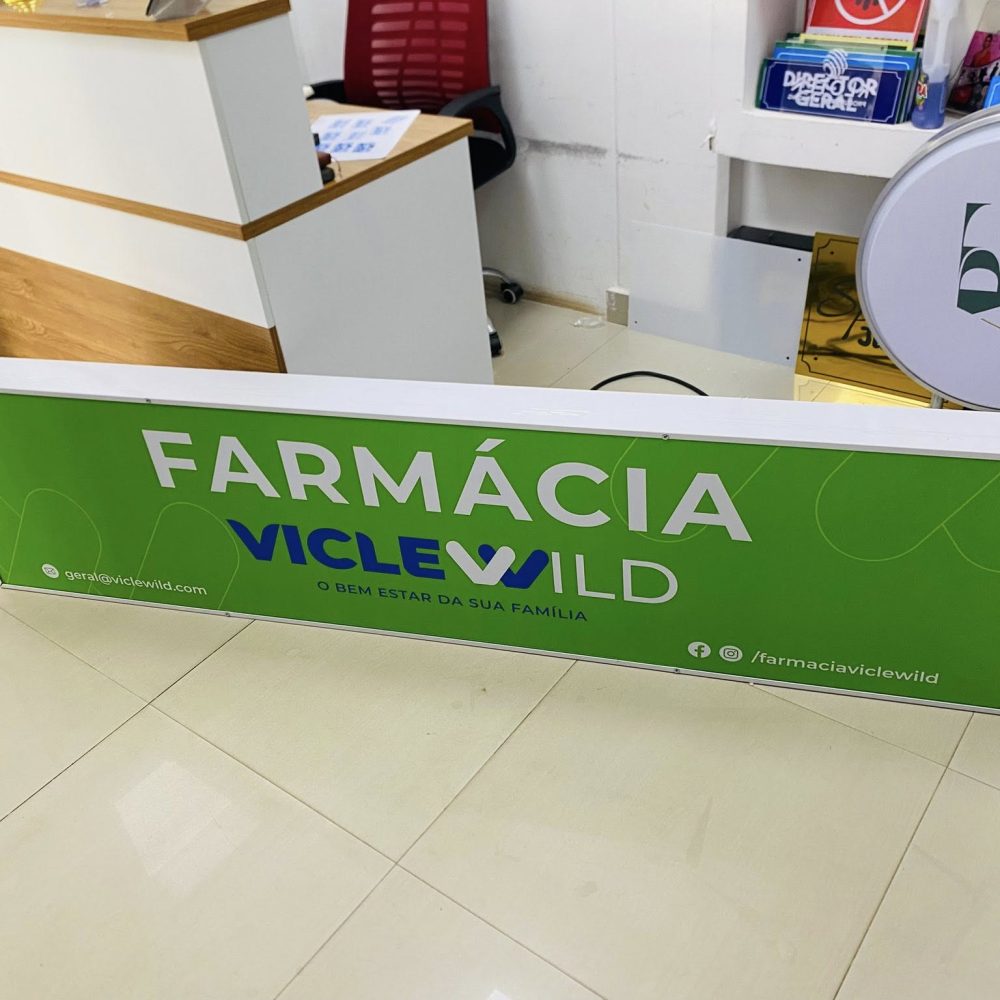 DIRECTOR
GERAL
FARMÁCIA
VICLEWILD
O BEM ESTAR DA SUA FAMÍLIA
geral@viclewild.com
/farmaciaviclewild